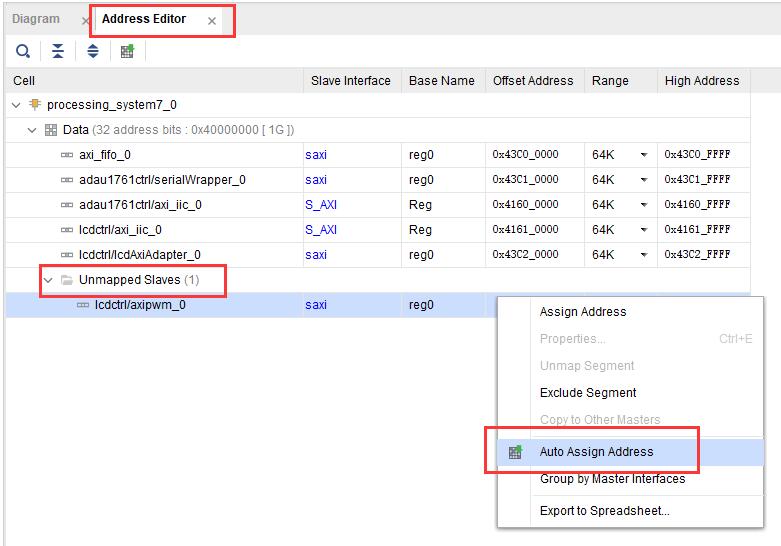 Diagram × Address Editor ×
Cell Slave Interface Base Name Offset Address Range High Address
processing_system7_0
Data (32 address bits : 0x40000000 [ 1G ])
axi_fifo_0 saxi reg0 0x43C0_0000 64K 0x43C0_FFFF
adau1761ctrl/serialWrapper_0 saxi reg0 0x43C1_0000 64K 0x43C1_FFFF
adau1761ctrl/axi_iic_0 S_AXI Reg 0x4160_0000 64K 0x4160_FFFF
lcdctrl/axi_iic_0 S_AXI Reg 0x4161_0000 64K 0x4161_FFFF
lcdctrl/lcdAxiAdapter_0 saxi reg0 0x43C2_0000 64K 0x43C2_FFFF
Unmapped Slaves (1)
lcdctrl/axipwm_0 saxi reg0
Assign Address
Properties... Ctrl+E
Unmap Segment
Exclude Segment
Copy to Other Masters
Auto Assign Address
Group by Master Interfaces
Export to Spreadsheet...